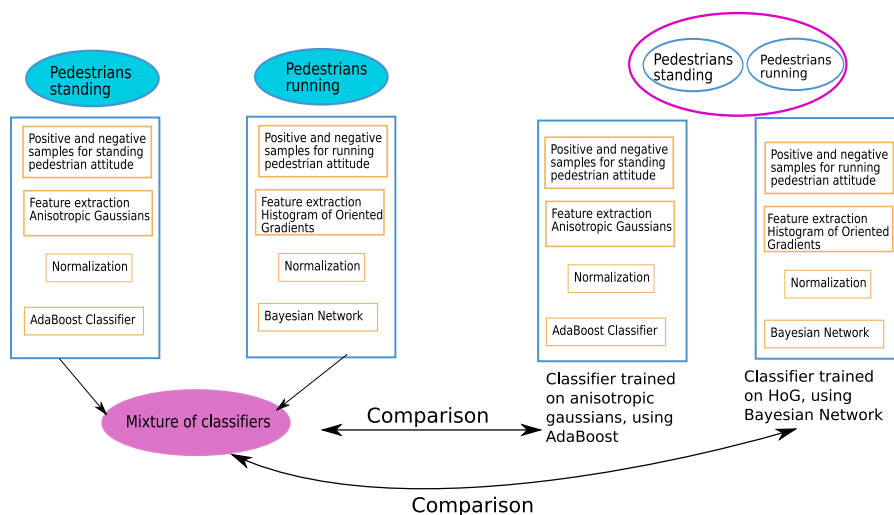 Pedestrians
standing
Positive and negative
samples for standing
pedestrian attitude
Feature extraction
Anisotropic Gaussians
Normalization
AdaBoost Classifier
Pedestrians
running
Positive and negative
samples for running
pedestrian attitude
Feature extraction
Histogram of Oriented
Gradients
Normalization
Bayesian Network
Mixture of classifiers
Comparison
Comparison
Pedestrians
standing
Pedestrians
running
Positive and negative
samples for standing
pedestrian attitude
Feature extraction
Anisotropic Gaussians
Normalization
AdaBoost Classifier
Classifier trained
on anisotropic
gaussians, using
AdaBoost
Positive and negative
samples for running
pedestrian attitude
Feature extraction
Histogram of Oriented
Gradients
Normalization
Bayesian Network
Classifier trained
on HoG, using
Bayesian Network